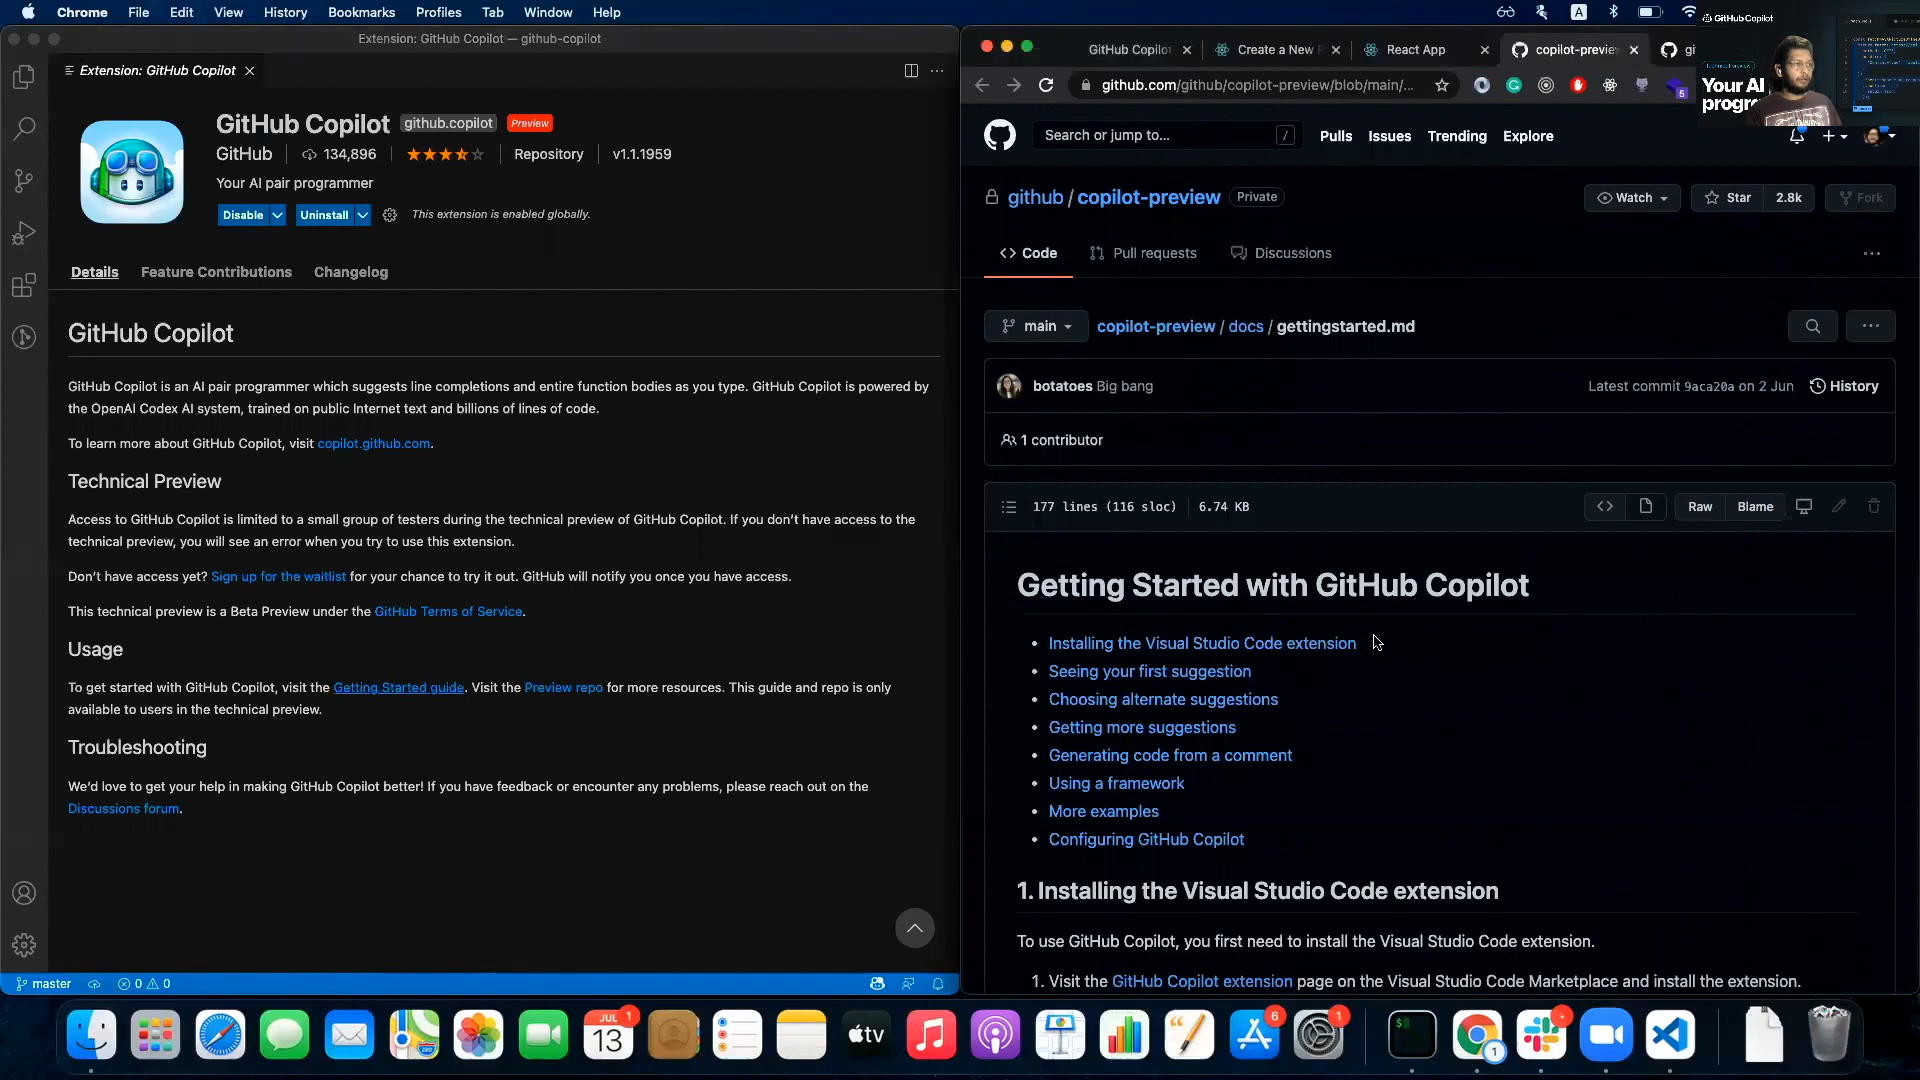 Chrome File Edit View History Bookmarks Profiles Tab Window Help
A
GitHub Copilot
Extension: GitHub Copilot — github-copilot
Extension: GitHub Copilot
GitHub Copilot github.copilot Preview
GitHub 134,896 Repository v1.1.1959
Your AI pair programmer
Disable Uninstall This extension is enabled globally.
Details Feature Contributions Changelog
GitHub Copilot
GitHub Copilot is an AI pair programmer which suggests line completions and entire function bodies as you type. GitHub Copilot is powered by
the OpenAI Codex AI system, trained on public Internet text and billions of lines of code.
To learn more about GitHub Copilot, visit copilot.github.com.
Technical Preview
Access to GitHub Copilot is limited to a small group of testers during the technical preview of GitHub Copilot. If you don't have access to the
technical preview, you will see an error when you try to use this extension.
Don't have access yet? Sign up for the waitlist for your chance to try it out. GitHub will notify you once you have access.
This technical preview is a Beta Preview under the GitHub Terms of Service.
Usage
To get started with GitHub Copilot, visit the Getting Started guide. Visit the Preview repo for more resources. This guide and repo is only
available to users in the technical preview.
Troubleshooting
We'd love to get your help in making GitHub Copilot better! If you have feedback or encounter any problems, please reach out on the
Discussions forum.
master 0 0
GitHub Copilot Create a New React App copilot-preview
github.com/github/copilot-preview/blob/main/...
5
Your AI
Search or jump to... / Pulls Issues Trending Explore
github / copilot-preview Private Watch Star 2.8k Fork
Code Pull requests Discussions
main copilot-preview / docs / gettingstarted.md
botatoes Big bang Latest commit 9aca20a on 2 Jun History
1 contributor
177 lines (116 sloc) 6.74 KB Raw Blame
Getting Started with GitHub Copilot
Installing the Visual Studio Code extension
Seeing your first suggestion
Choosing alternate suggestions
Getting more suggestions
Generating code from a comment
Using a framework
More examples
Configuring GitHub Copilot
1. Installing the Visual Studio Code extension
To use GitHub Copilot, you first need to install the Visual Studio Code extension.
1. Visit the GitHub Copilot extension page on the Visual Studio Code Marketplace and install the extension.
JUL 1
13
tv
6
1
1